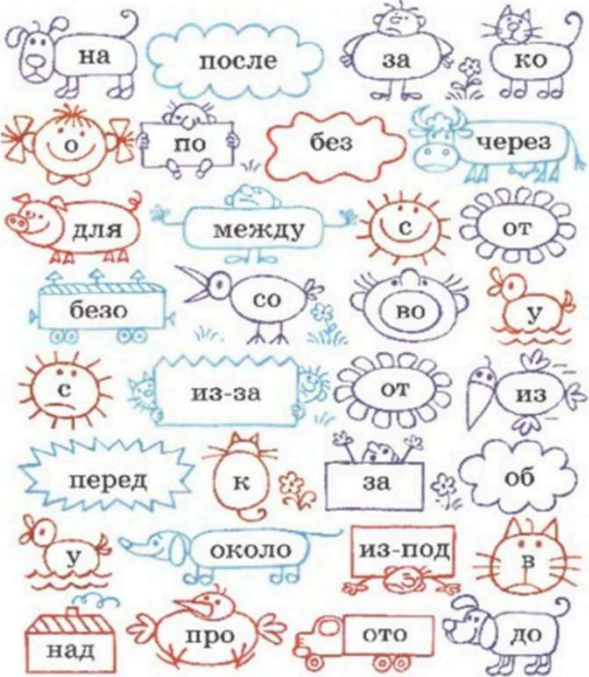 на после за ко
о по без через
для между с от
безо со во у
с из-за от из
перед к за об
у около из-под в
над про ото до